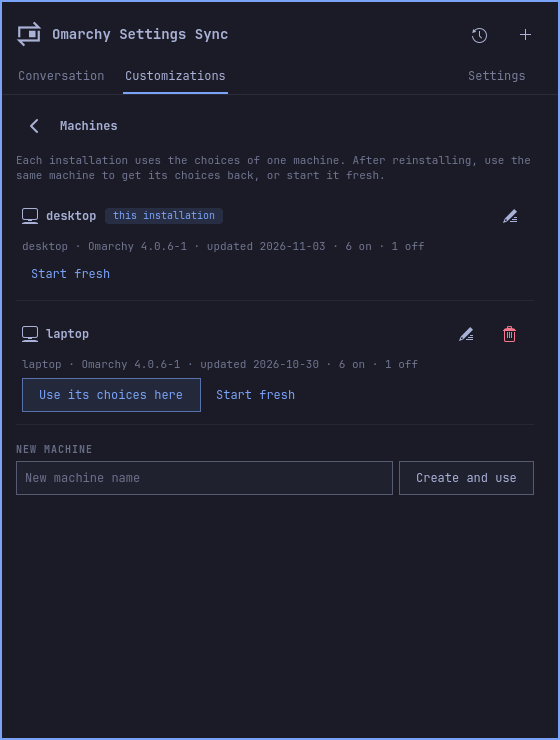 Omarchy Settings Sync
Conversation Customizations Settings
Machines
Each installation uses the choices of one machine. After reinstalling, use the
same machine to get its choices back, or start it fresh.
desktop this installation
desktop · Omarchy 4.0.6-1 · updated 2026-11-03 · 6 on · 1 off
Start fresh
laptop
laptop · Omarchy 4.0.6-1 · updated 2026-10-30 · 6 on · 1 off
Use its choices here Start fresh
NEW MACHINE
New machine name Create and use